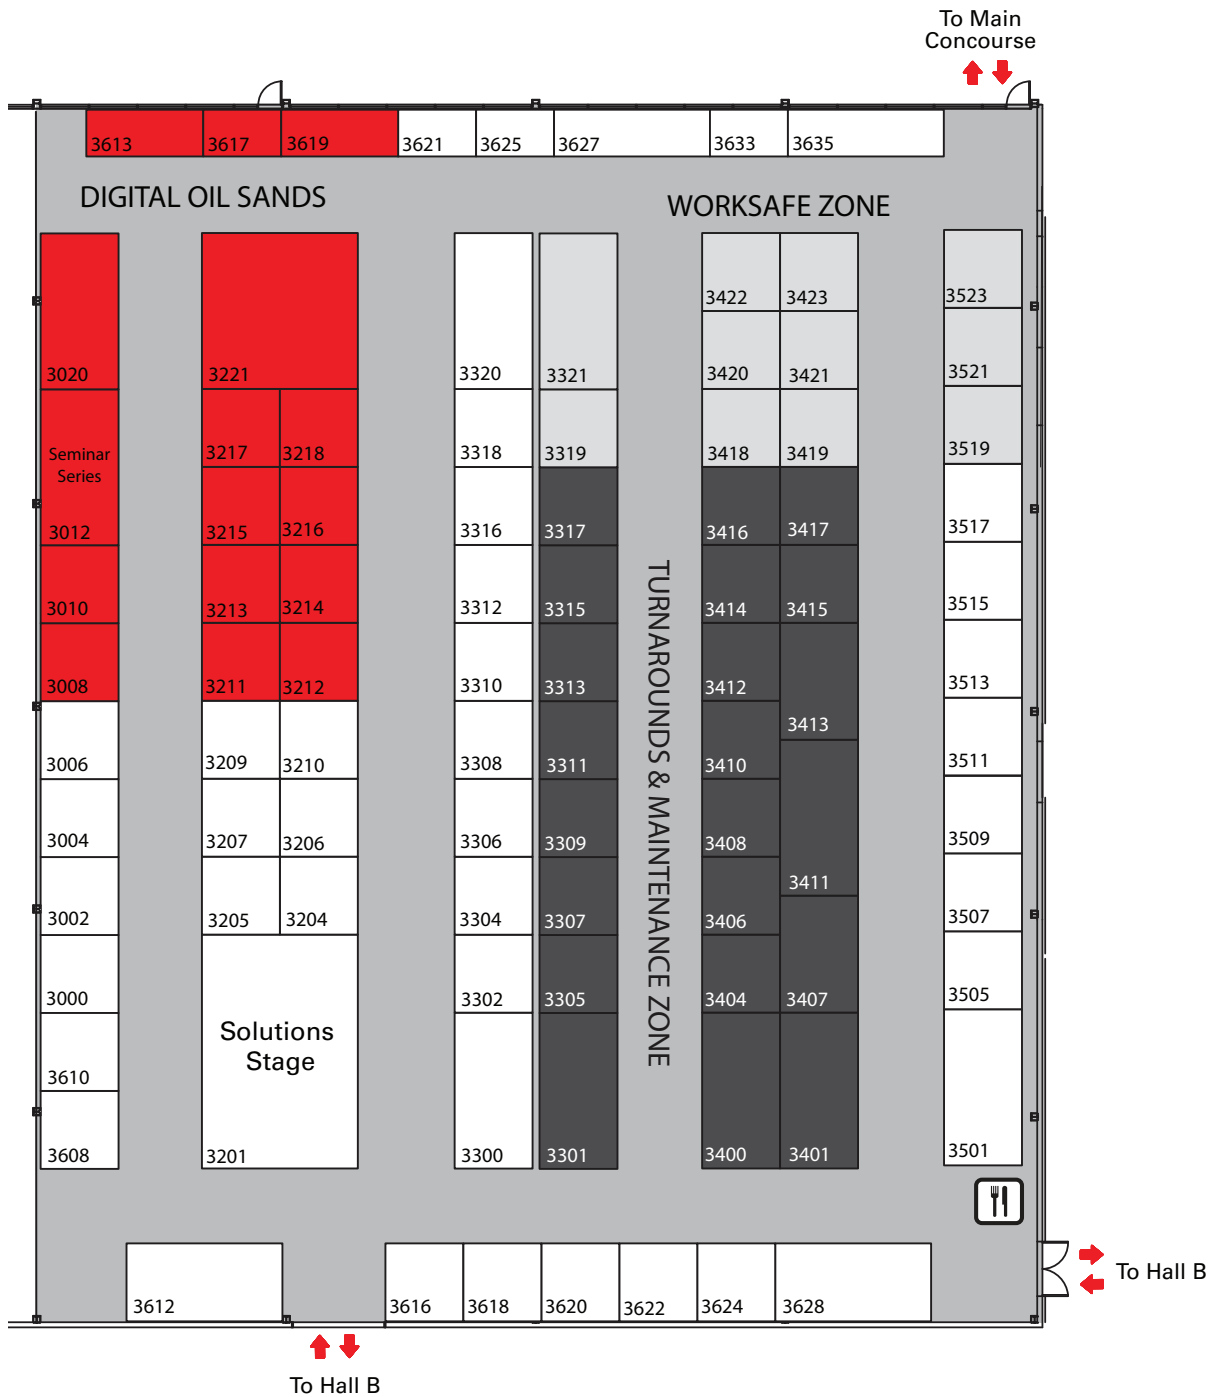 To Main
Concourse
3613 3617 3619 3621 3625 3627 3633 3635
DIGITAL OIL SANDS
WORKSAFE ZONE
3422 3423 3523
3020 3221 3320 3321 3420 3421 3521
Seminar
Series
3217 3218 3318 3319 3418 3419 3519
3012 3215 3216 3316 3317 3416 3417 3517
TURNAROUNDS & MAINTENANCE ZONE
3010 3213 3214 3312 3315 3414 3415 3515
3008 3211 3212 3310 3313 3412 3513
3413
3006 3209 3210 3308 3311 3410 3511
3004 3207 3206 3306 3309 3408 3509
3411
3002 3205 3204 3304 3307 3406 3507
3000 3302 3305 3404 3407 3505
Solutions
Stage
3610
3608 3201 3300 3301 3400 3401 3501
3612 3616 3618 3620 3622 3624 3628
To Hall B
To Hall B